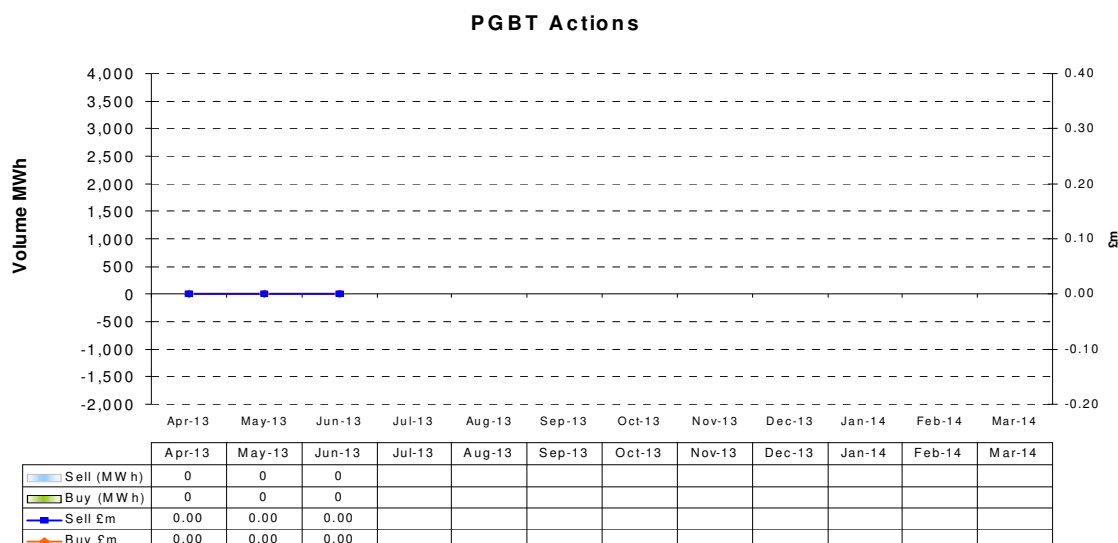 PGBT Actions
4,000
3,500
3,000
2,500
2,000
1,500
1,000
500
0
-500
-1,000
-1,500
-2,000
Volume MWh
0.40
0.30
0.20
0.10
0.00
-0.10
-0.20
£m
Apr-13 May-13 Jun-13 Jul-13 Aug-13 Sep-13 Oct-13 Nov-13 Dec-13 Jan-14 Feb-14 Mar-14
Apr-13 May-13 Jun-13 Jul-13 Aug-13 Sep-13 Oct-13 Nov-13 Dec-13 Jan-14 Feb-14 Mar-14
Sell (MWh) 0 0 0
Buy (MWh) 0 0 0
Sell £m 0.00 0.00 0.00
Buy £m 0.00 0.00 0.00